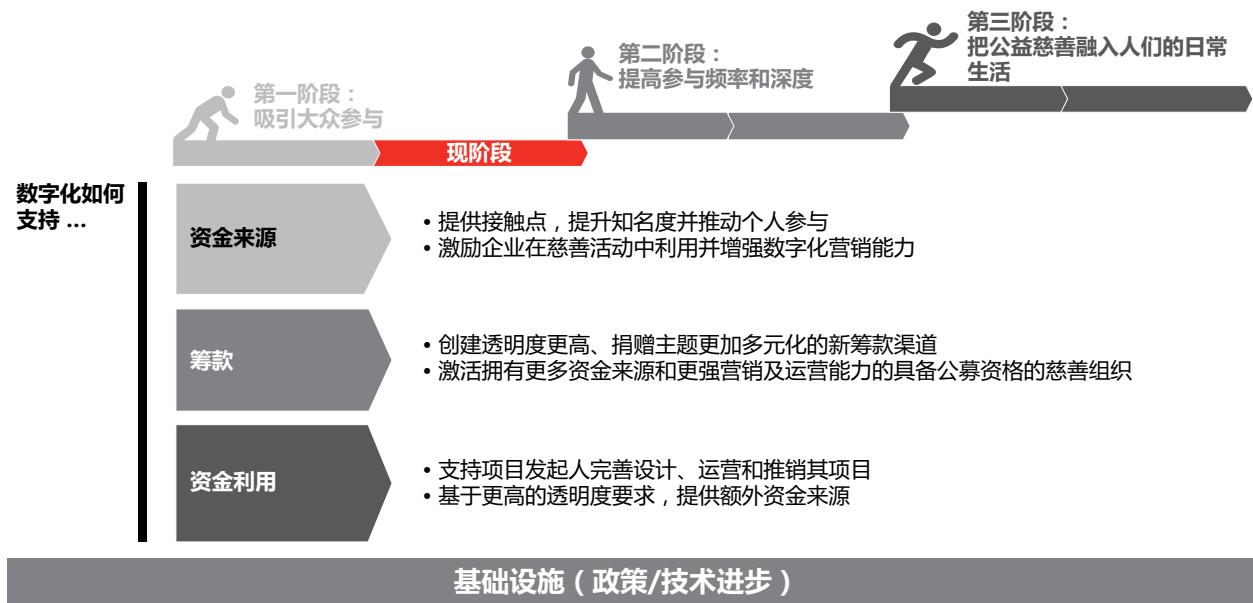 第一阶段：
吸引大众参与
现阶段
第二阶段：
提高参与频率和深度
第三阶段：
把公益慈善融入人们的日常
生活
数字化如何
支持 ...
资金来源
• 提供接触点，提升知名度并推动个人参与
• 激励企业在慈善活动中利用并增强数字化营销能力
筹款
• 创建透明度更高、捐赠主题更加多元化的新筹款渠道
• 激活拥有更多资金来源和更强营销及运营能力的具备公募资格的慈善组织
资金利用
• 支持项目发起人完善设计、运营和推销其项目
• 基于更高的透明度要求，提供额外资金来源
基础设施（政策/技术进步）